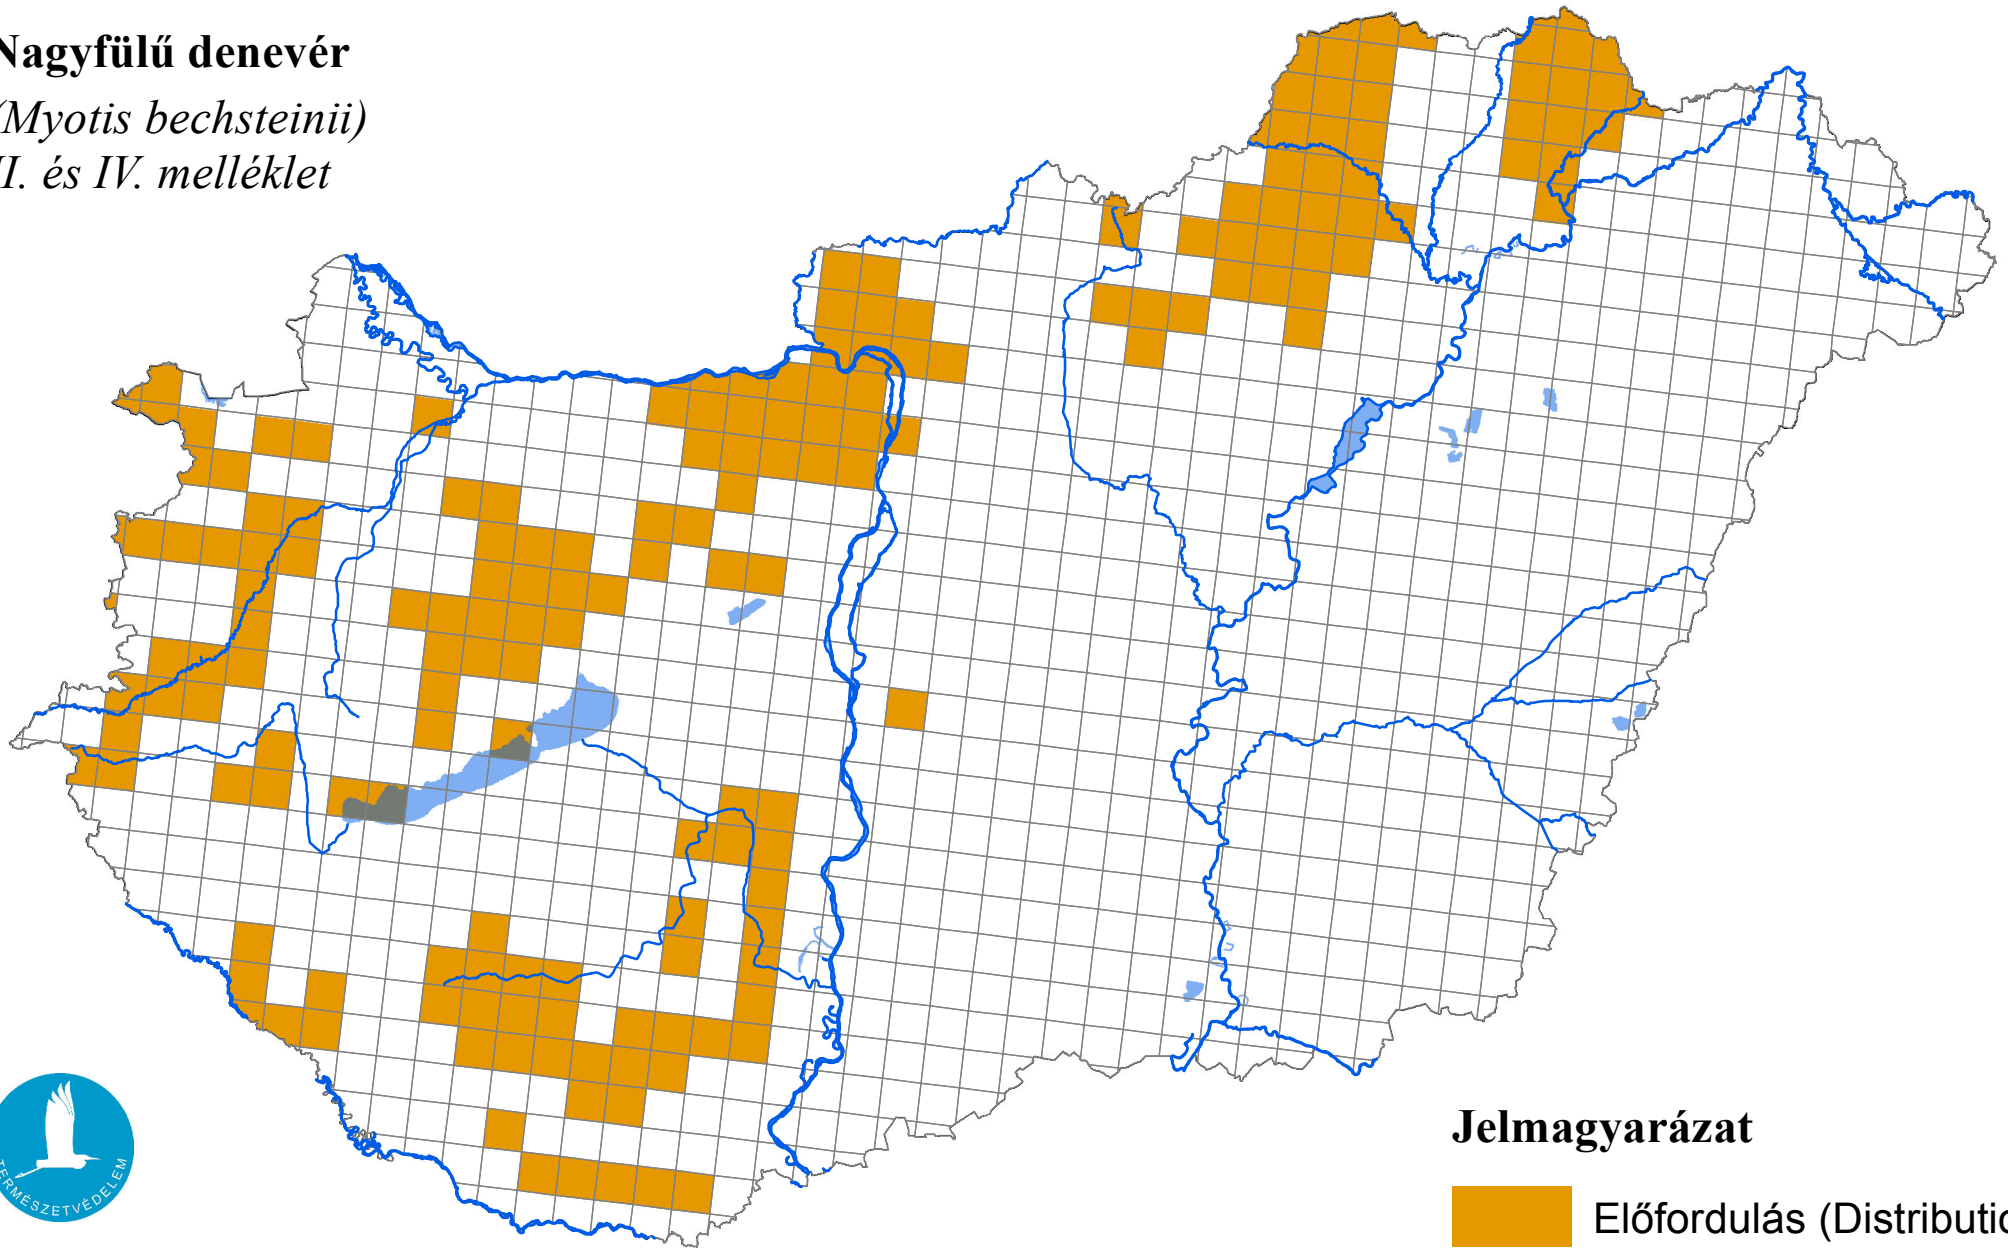 Nagyfülű denevér
(Myotis bechsteinii)
II. és IV. melléklet
TERMÉSZETVÉDELEM
Jelmagyarázat
Előfordulás (Distributio